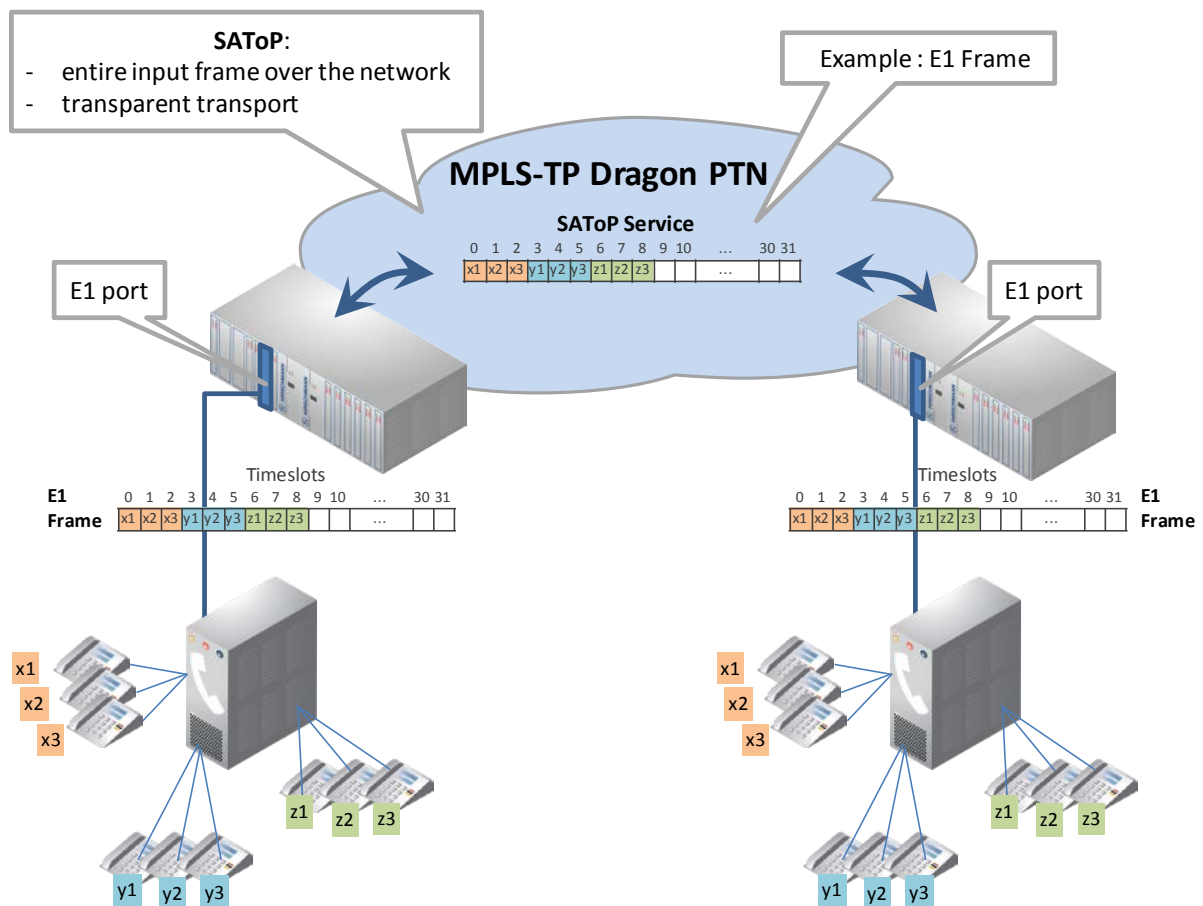 SAToP:
- entire input frame over the network
- transparent transport
Example : E1 Frame
MPLS-TP Dragon PTN
SAToP Service
0 1 2 3 4 5 6 7 8 9 10 ... 30 31
x1 x2 x3 y1 y2 y3 z1 z2 z3 ...
E1 port
E1 port
Timeslots
E1 0 1 2 3 4 5 6 7 8 9 10 ... 30 31
Frame x1 x2 x3 y1 y2 y3 z1 z2 z3 ...
Timeslots
0 1 2 3 4 5 6 7 8 9 10 ... 30 31 E1
x1 x2 x3 y1 y2 y3 z1 z2 z3 ... Frame
x1
x2
x3
z1 z2 z3
y1 y2 y3
x1
x2
x3
z1 z2 z3
y1 y2 y3